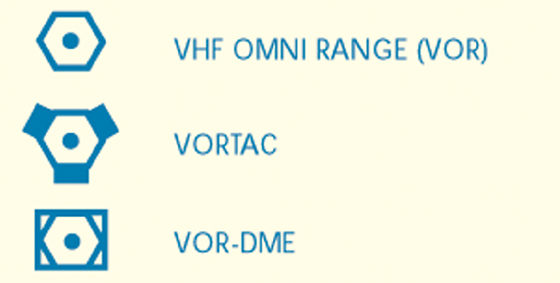 VHF OMNI RANGE (VOR)
VORTAC
VOR-DME